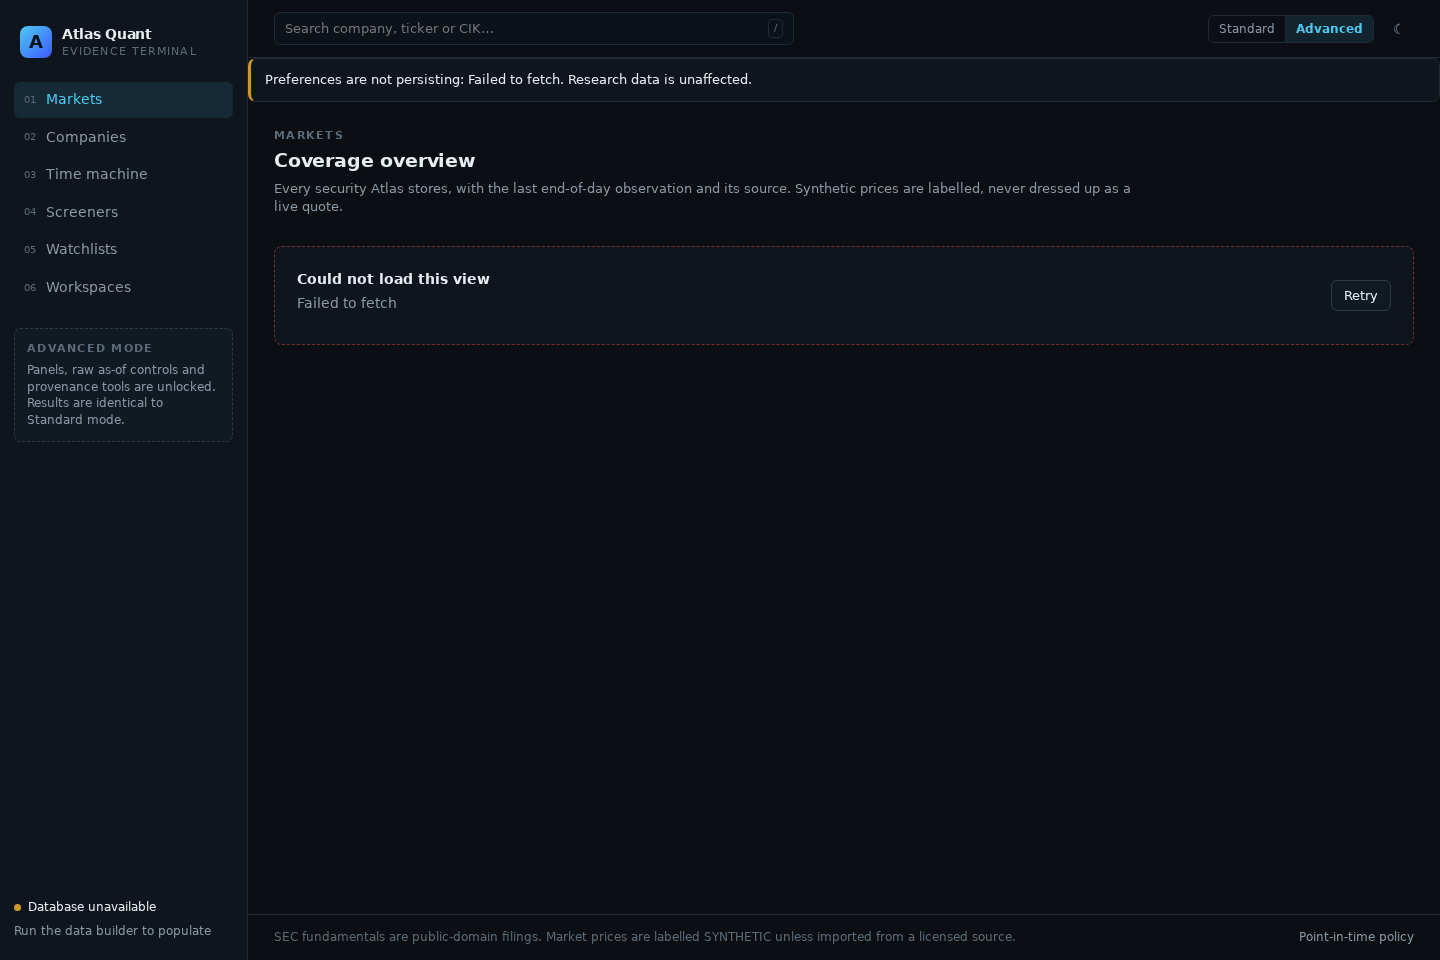 A
Atlas Quant
EVIDENCE TERMINAL
01 Markets
02 Companies
03 Time machine
04 Screeners
05 Watchlists
06 Workspaces
ADVANCED MODE
Panels, raw as-of controls and
provenance tools are unlocked.
Results are identical to
Standard mode.
Database unavailable
Run the data builder to populate
Search company, ticker or CIK...
/
Standard
Advanced
Preferences are not persisting: Failed to fetch. Research data is unaffected.
MARKETS
Coverage overview
Every security Atlas stores, with the last end-of-day observation and its source. Synthetic prices are labelled, never dressed up as a
live quote.
Could not load this view
Failed to fetch
Retry
SEC fundamentals are public-domain filings. Market prices are labelled SYNTHETIC unless imported from a licensed source.
Point-in-time policy